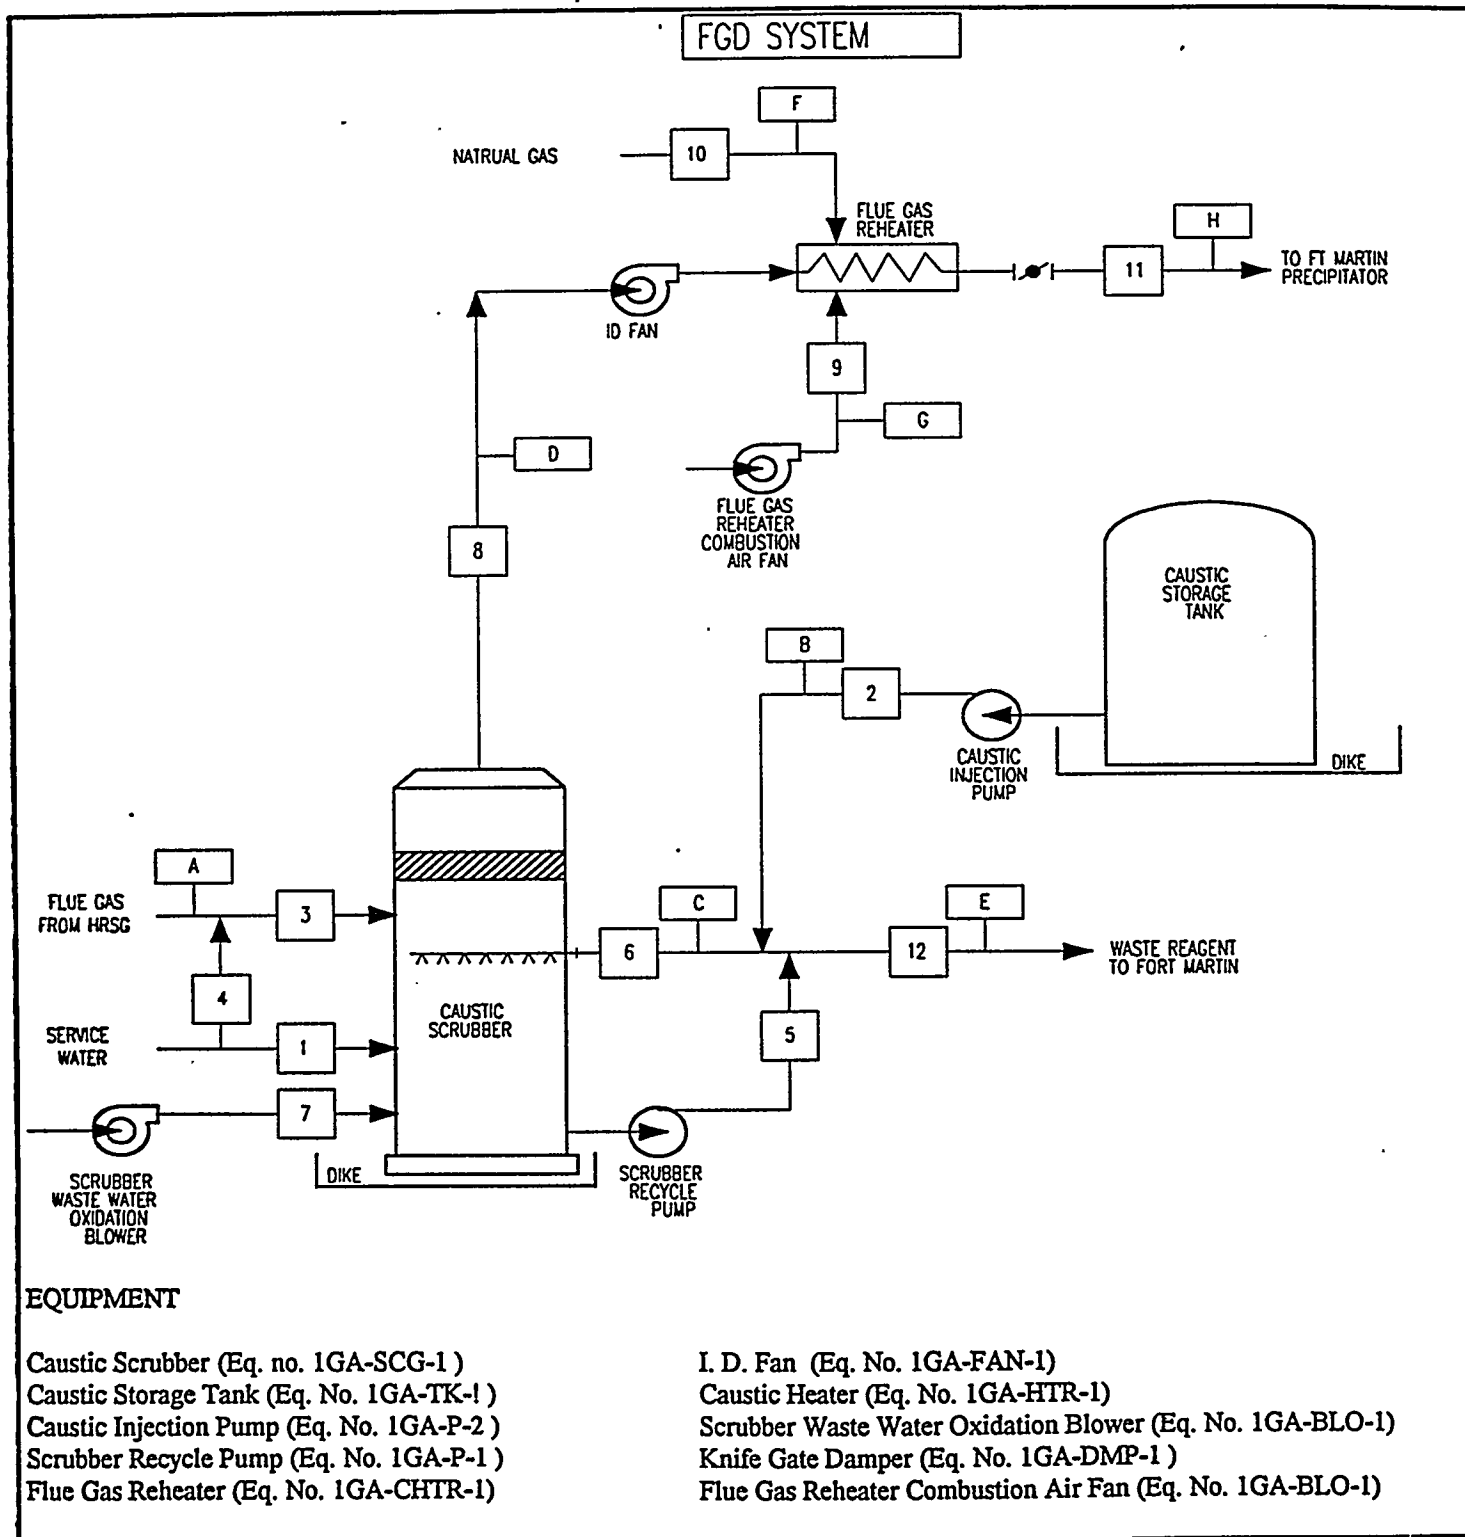 FGD SYSTEM
F
NATRUAL GAS
10
FLUE GAS
REHEATER
H
11
TO FT MARTIN
PRECIPITATOR
ID FAN
9
G
D
FLUE GAS
REHEATER
COMBUSTION
AIR FAN
8
CAUSTIC
STORAGE
TANK
B
2
CAUSTIC
INJECTION
PUMP
DIKE
A
FLUE GAS
FROM HRSG
3
C
E
6
12
WASTE REAGENT
TO FORT MARTIN
4
CAUSTIC
SCRUBBER
SERVICE
WATER
1
5
7
SCRUBBER
WASTE WATER
OXIDATION
BLOWER
DIKE
SCRUBBER
RECYCLE
PUMP
EQUIPMENT
Caustic Scrubber (Eq. no. 1GA-SCG-1 )
Caustic Storage Tank (Eq. No. 1GA-TK-! )
Caustic Injection Pump (Eq. No. 1GA-P-2 )
Scrubber Recycle Pump (Eq. No. 1GA-P-1 )
Flue Gas Reheater (Eq. No. 1GA-CHTR-1)
I. D. Fan (Eq. No. 1GA-FAN-1)
Caustic Heater (Eq. No. 1GA-HTR-1)
Scrubber Waste Water Oxidation Blower (Eq. No. 1GA-BLO-1)
Knife Gate Damper (Eq. No. 1GA-DMP-1 )
Flue Gas Reheater Combustion Air Fan (Eq. No. 1GA-BLO-1)